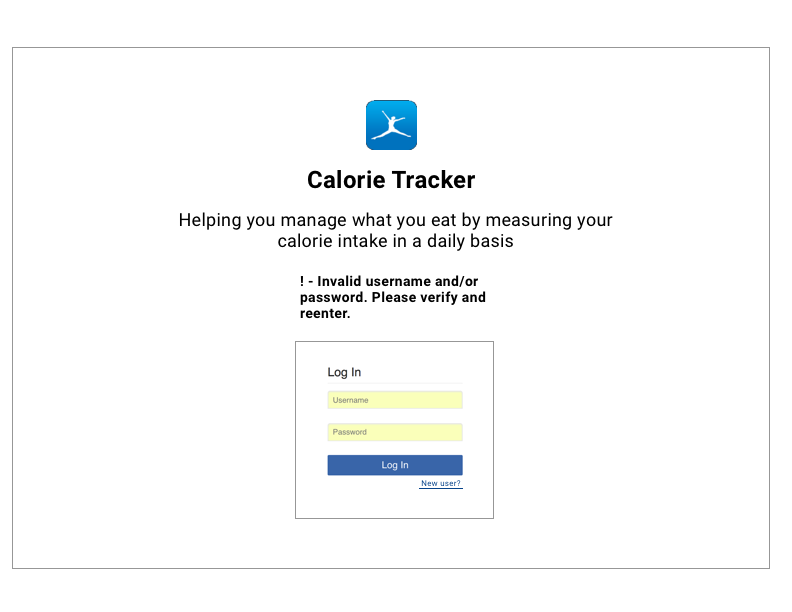 Calorie Tracker
Helping you manage what you eat by measuring your
calorie intake in a daily basis
! - Invalid username and/or
password. Please verify and
reenter.
Log In
Username
Password
Log In
New user?